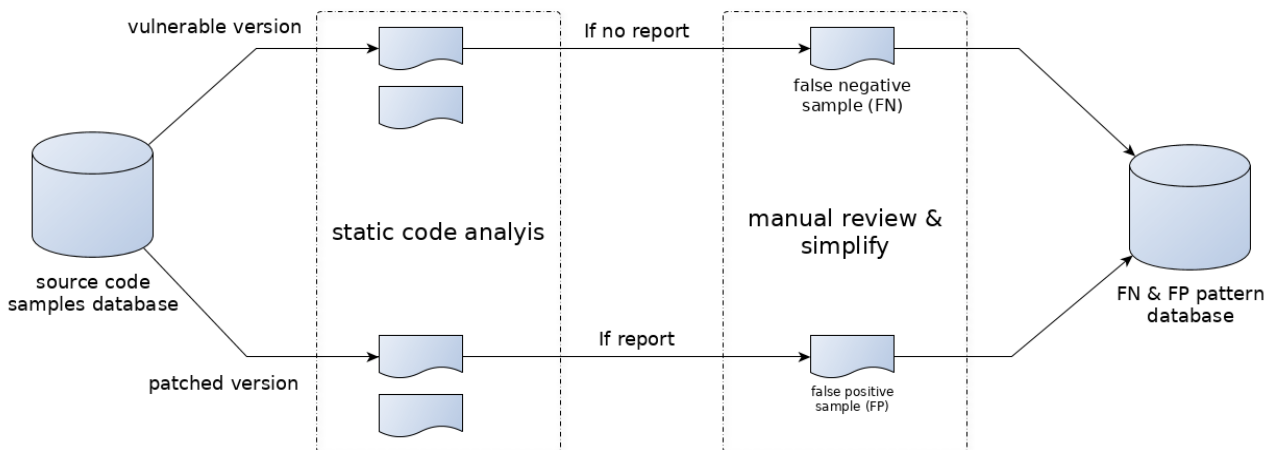 vulnerable version
If no report
false negative
sample (FN)
static code analyis
manual review &
simplify
source code
samples database
FN & FP pattern
database
If report
patched version
false positive
sample (FP)